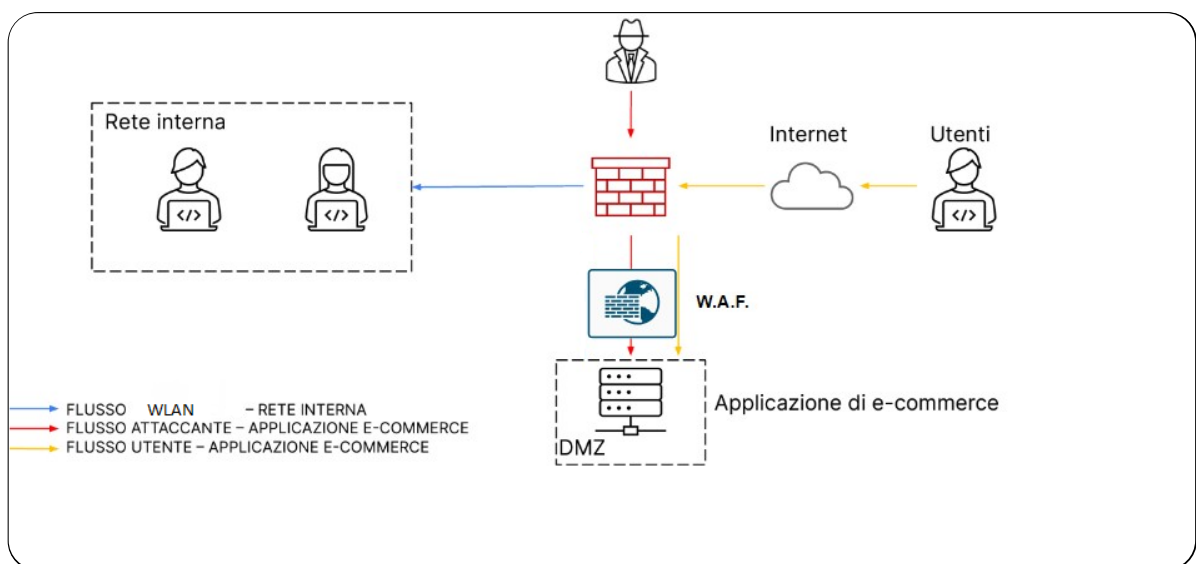 Rete interna
Internet
Utenti
W.A.F.
Applicazione di e-commerce
DMZ
FLUSSO WLAN – RETE INTERNA
FLUSSO ATTACCANTE – APPLICAZIONE E-COMMERCE
FLUSSO UTENTE – APPLICAZIONE E-COMMERCE